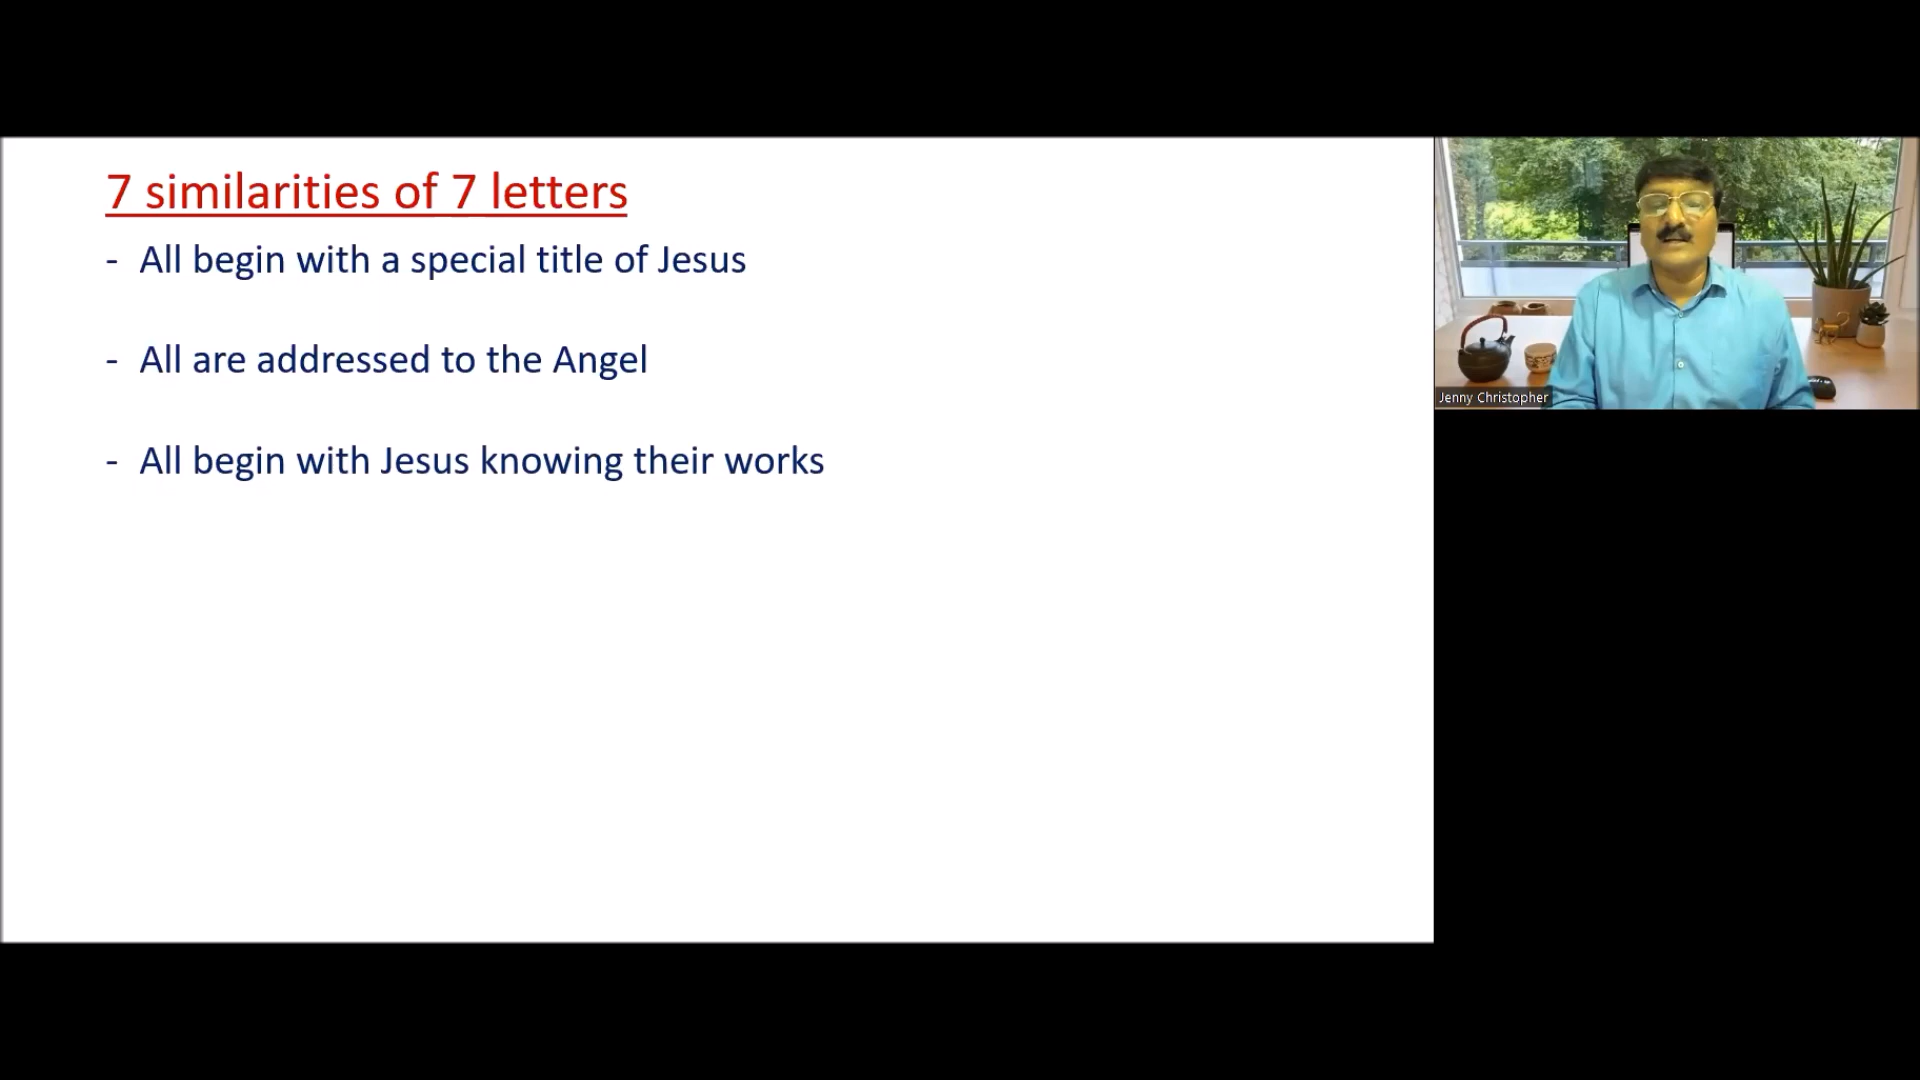 7 similarities of 7 letters
- All begin with a special title of Jesus
- All are addressed to the Angel
- All begin with Jesus knowing their works
Jenny Christopher